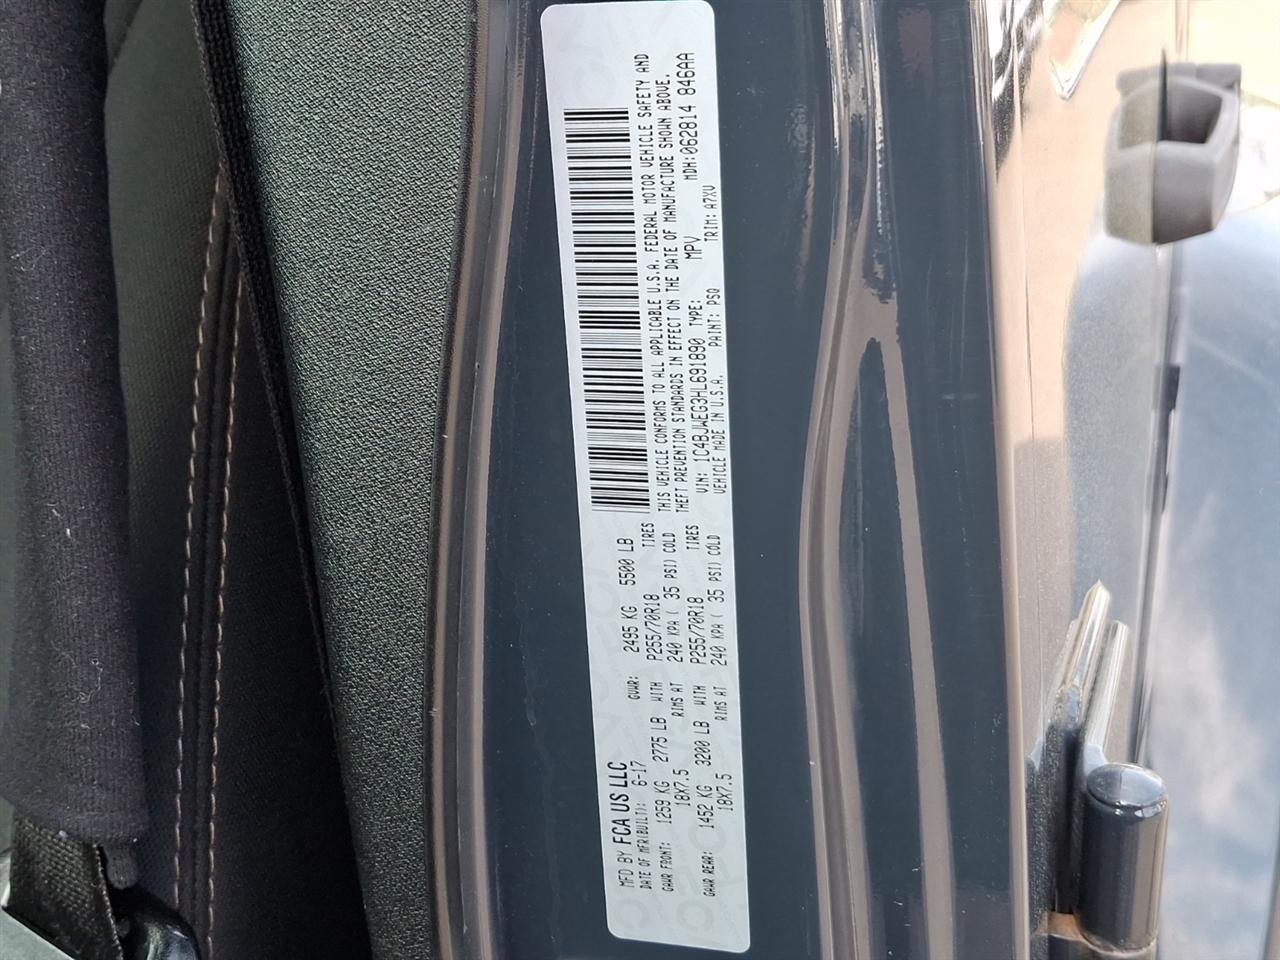 MFD BY FCA US LLC
DATE OF MFR(BUILT): 6-17 GVWR: 2495 KG 5500 LB
GAWR FRONT: 1259 KG 2775 LB WITH P255/70R18 TIRES
18X7.5 RIMS AT 240 KPA ( 35 PSI) COLD
GAWR REAR: 1452 KG 3200 LB WITH P255/70R18 TIRES
18X7.5 RIMS AT 240 KPA ( 35 PSI) COLD
THIS VEHICLE CONFORMS TO ALL APPLICABLE U.S.A. FEDERAL MOTOR VEHICLE SAFETY AND
THEFT PREVENTION STANDARDS IN EFFECT ON THE DATE OF MANUFACTURE SHOWN ABOVE.
VIN: 1C4BJWEG3HL691890 TYPE: MPV MDH:062814 846AA
VEHICLE MADE IN U.S.A. PAINT: PSQ TRIM: A7XV